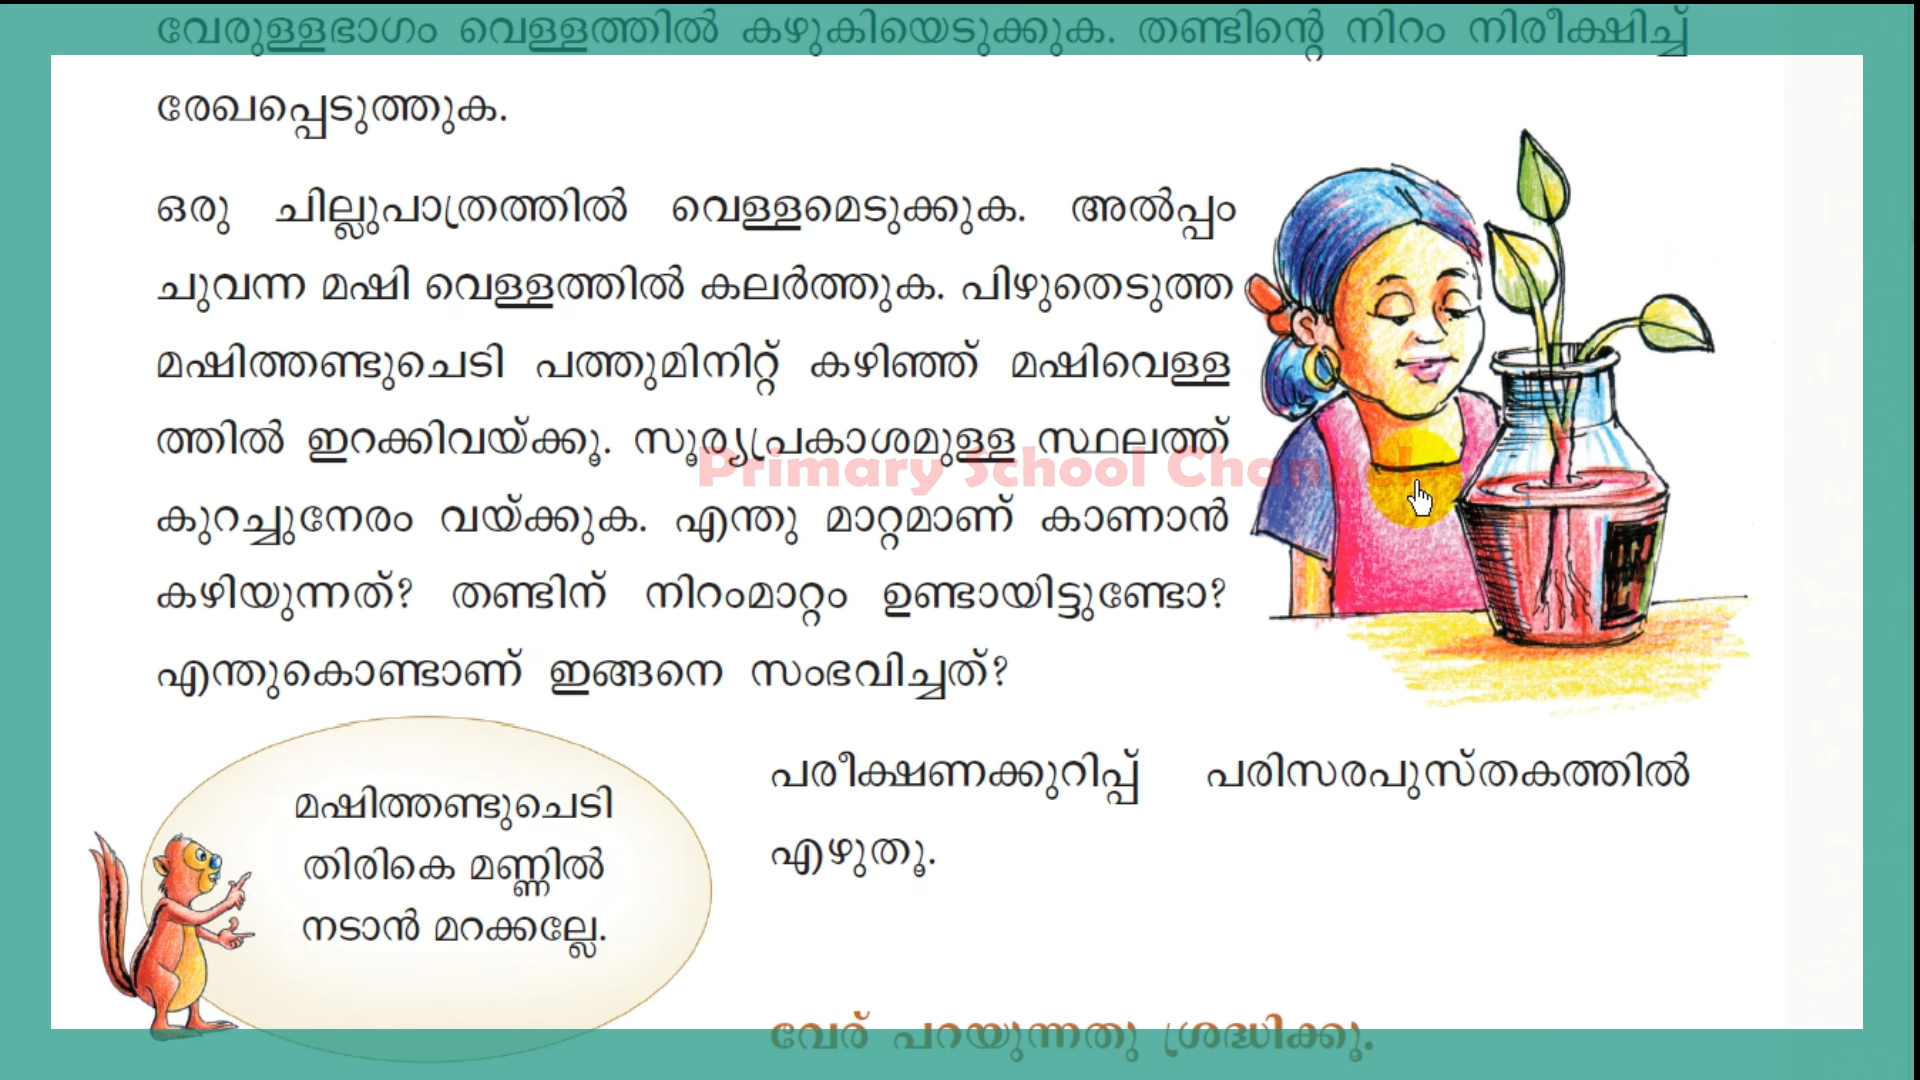 വേരുള്ളഭാഗം വെള്ളത്തിൽ കഴുകിയെടുക്കുക. തണ്ടിന്റെ നിറം നിരീക്ഷിച്ച്
രേഖപ്പെടുത്തുക.
ഒരു ചില്ലുപാത്രത്തിൽ വെള്ളമെടുക്കുക. അൽപ്പം
ചുവന്ന മഷി വെള്ളത്തിൽ കലർത്തുക. പിഴുതെടുത്ത
മഷിത്തണ്ടുചെടി പത്തുമിനിറ്റ് കഴിഞ്ഞ് മഷിവെള്ള
ത്തിൽ ഇറക്കിവയ്ക്കൂ. സൂര്യപ്രകാശമുള്ള സ്ഥലത്ത്
Primary School Channel
കുറച്ചുനേരം വയ്ക്കുക. എന്തു മാറ്റമാണ് കാണാൻ
കഴിയുന്നത്? തണ്ടിന് നിറംമാറ്റം ഉണ്ടായിട്ടുണ്ടോ?
എന്തുകൊണ്ടാണ് ഇങ്ങനെ സംഭവിച്ചത്?
മഷിത്തണ്ടുചെടി
തിരികെ മണ്ണിൽ
നടാൻ മറക്കല്ലേ.
പരീക്ഷണക്കുറിപ്പ് പരിസരപുസ്തകത്തിൽ
എഴുതൂ.
വേര് പറയുന്നതു ശ്രദ്ധിക്കൂ.